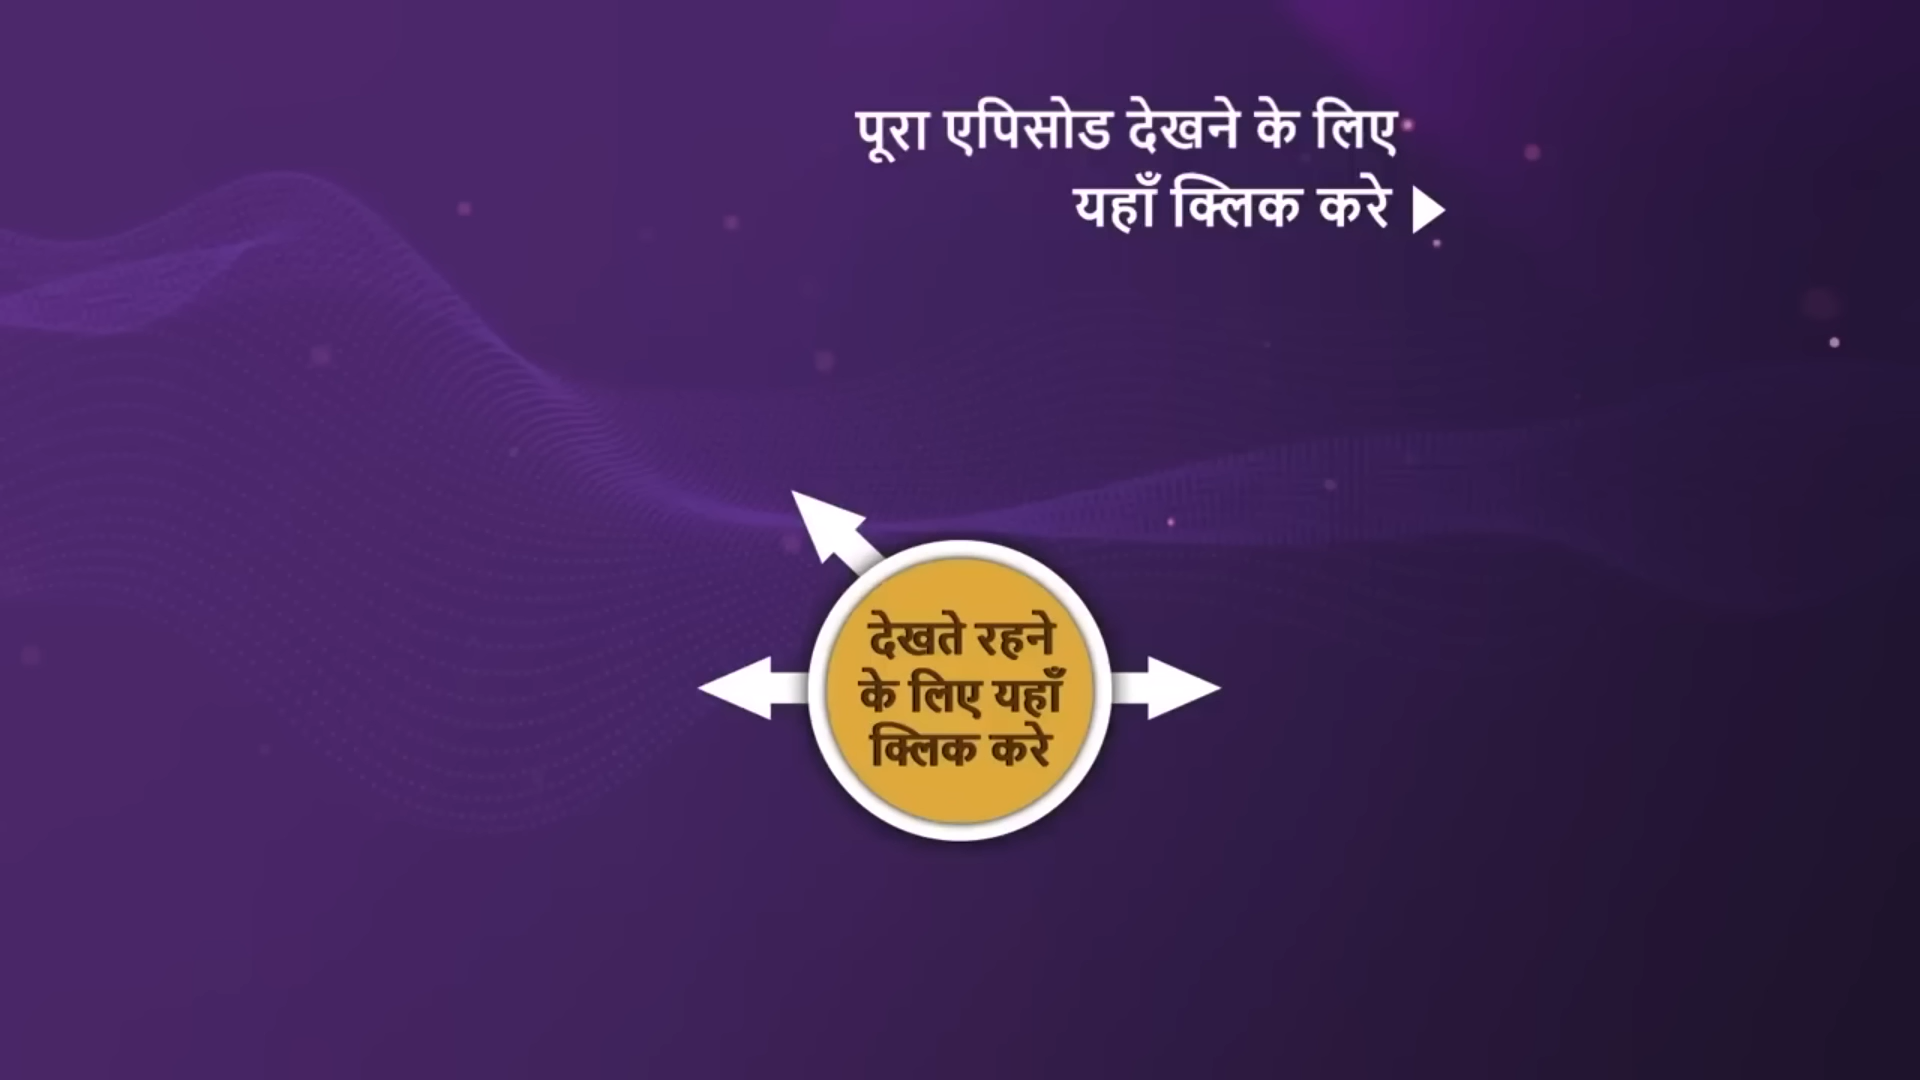 पूरा एपिसोड देखने के लिए
यहाँ क्लिक करे
देखते रहने
के लिए यहाँ
क्लिक करे